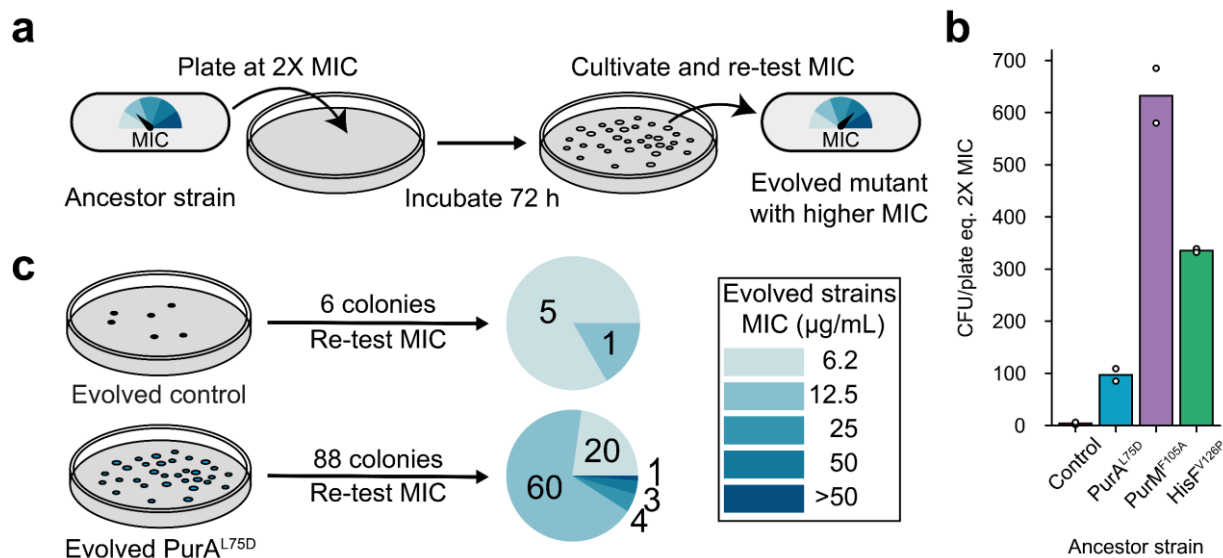 a
Plate at 2X MIC
Cultivate and re-test MIC
MIC
MIC
Ancestor strain
Incubate 72 h
Evolved mutant
with higher MIC
b
CFU/plate eq. 2X MIC
700
600
500
400
300
200
100
0
Control
PurA^L75D
PurM^F105A
HisF^V126P
Ancestor strain
c
6 colonies
Re-test MIC
Evolved control
5
1
88 colonies
Re-test MIC
Evolved PurA^L75D
20
60
1
3
4
Evolved strains
MIC (µg/mL)
6.2
12.5
25
50
>50